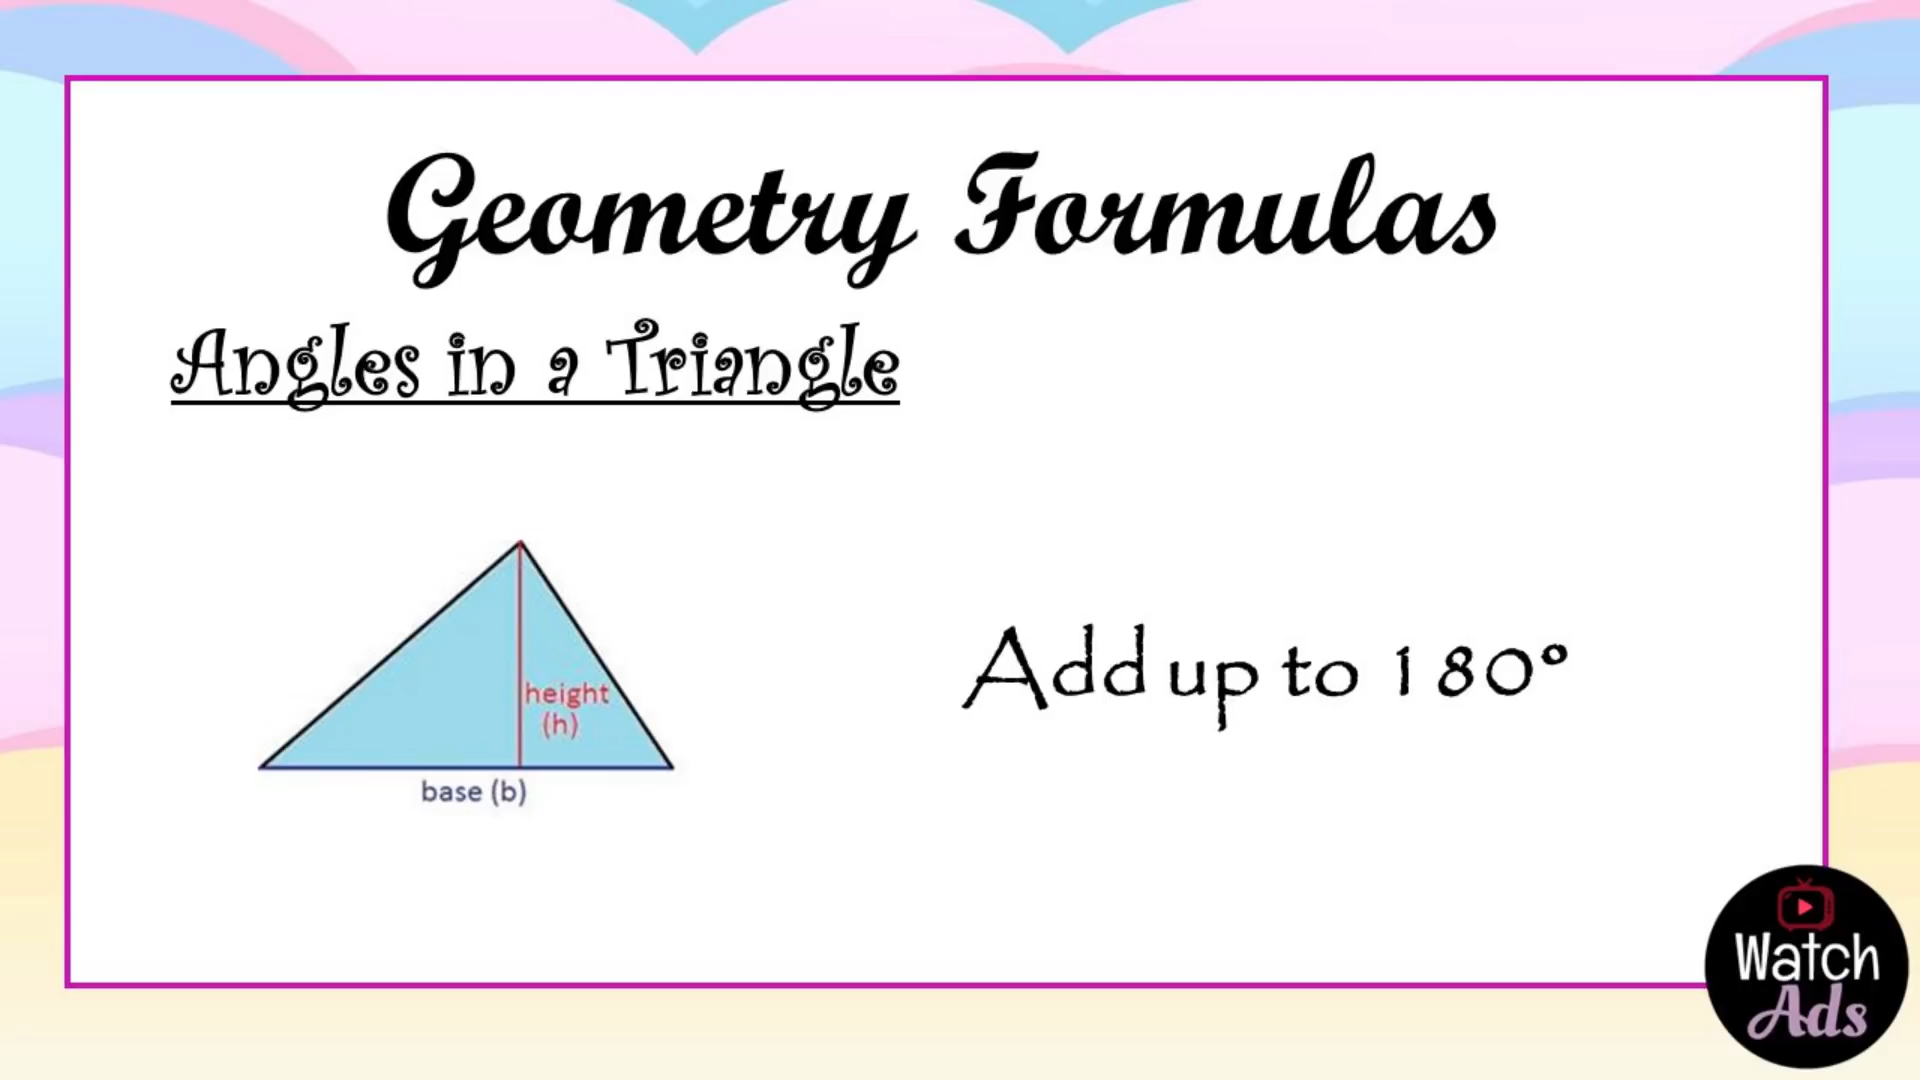 Geometry Formulas
Angles in a Triangle
height
(h)
base (b)
Add up to 180°
Watch
Ads